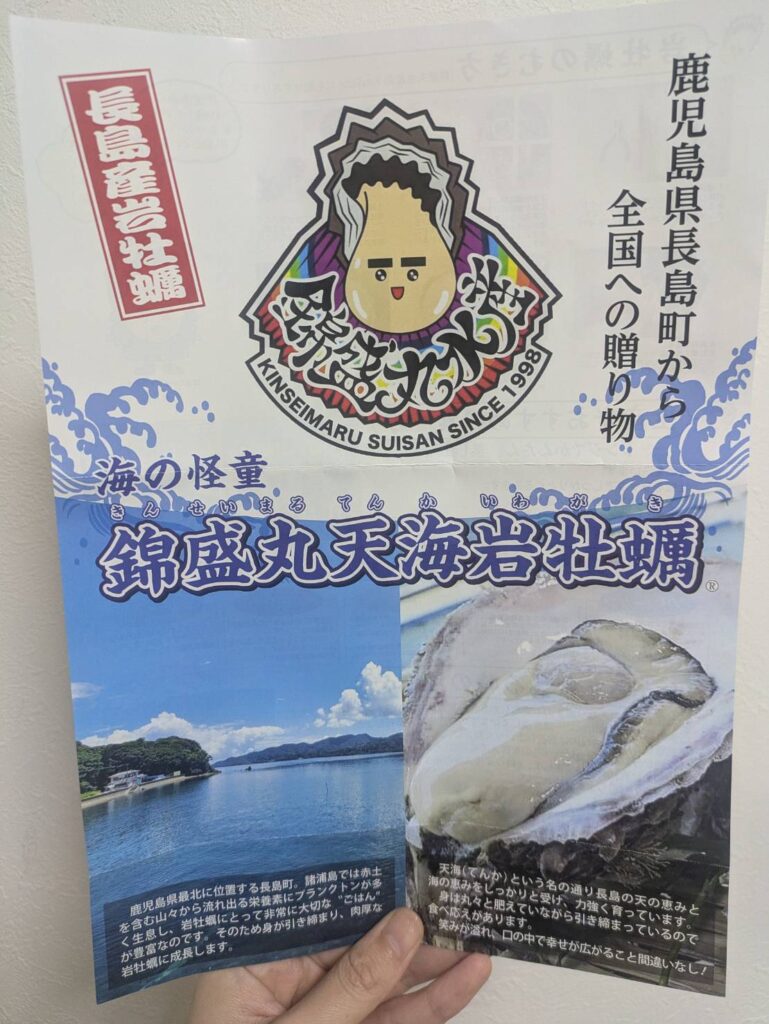 鹿児島県長島町から
全国への贈り物
長島産岩牡蠣
錦盛丸水産
KINSEIMARU SUISAN SINCE 1998
海の怪童
きんせいまるてんかいわがき
錦盛丸天海岩牡蠣®
鹿児島県最北に位置する長島町。諸浦島では赤土
を含む山々から流れ出る栄養素にプランクトンが多
く生息し、岩牡蠣にとって非常に大切な“ごはん”
が豊富なのです。そのため身が引き締まり、肉厚な
岩牡蠣に成長します。
天海（てんか）という名の通り長島の天の恵みと
海の恵みをしっかりと受け、力強く育っています。
身は丸々と肥えていながら引き締まっているので
食べ応えがあります。
笑みが溢れ、口の中で幸せが広がること間違いなし！